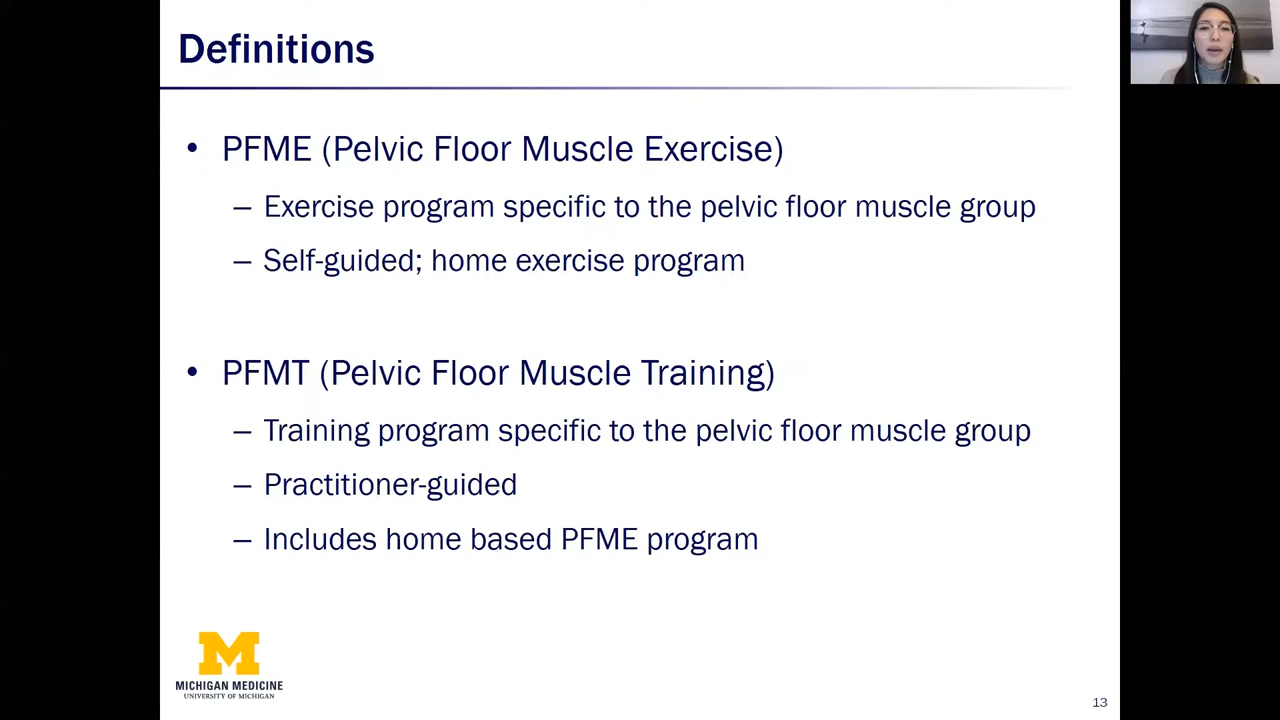 Definitions
• PFME (Pelvic Floor Muscle Exercise)
– Exercise program specific to the pelvic floor muscle group
– Self-guided; home exercise program
• PFMT (Pelvic Floor Muscle Training)
– Training program specific to the pelvic floor muscle group
– Practitioner-guided
– Includes home based PFME program
M
MICHIGAN MEDICINE
UNIVERSITY OF MICHIGAN
13